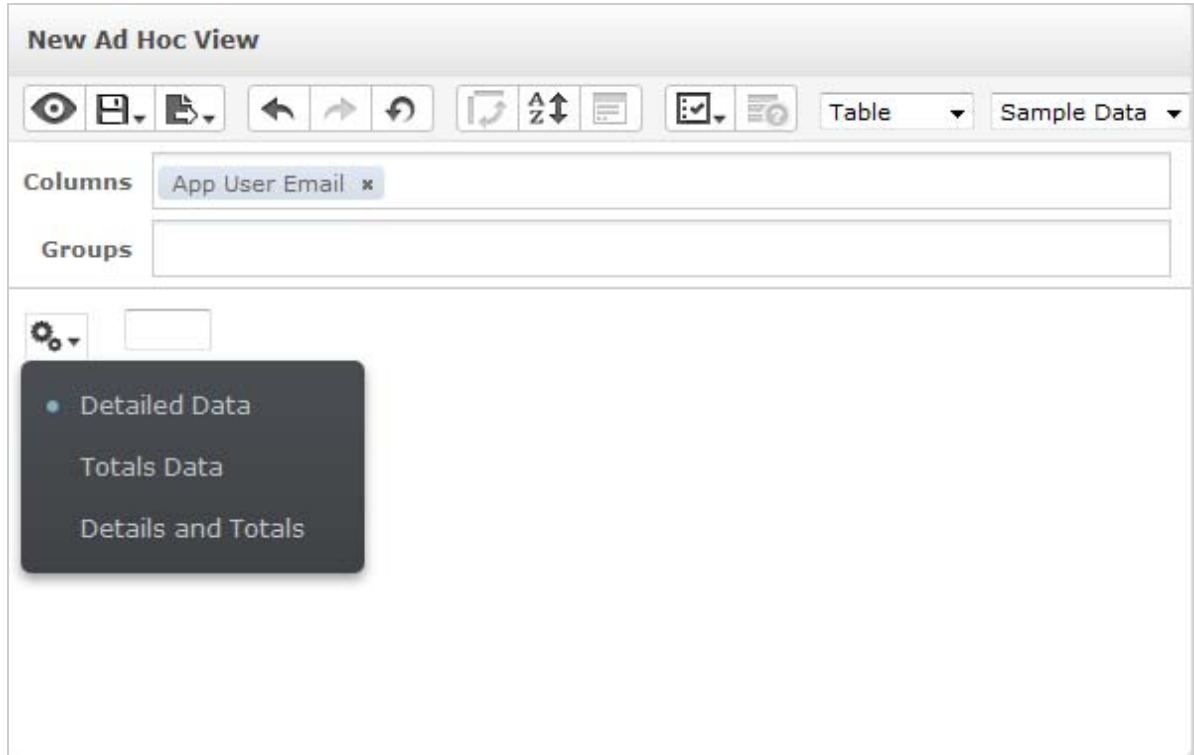 New Ad Hoc View
A Z Table Sample Data
Columns App User Email ×
Groups
Detailed Data
Totals Data
Details and Totals